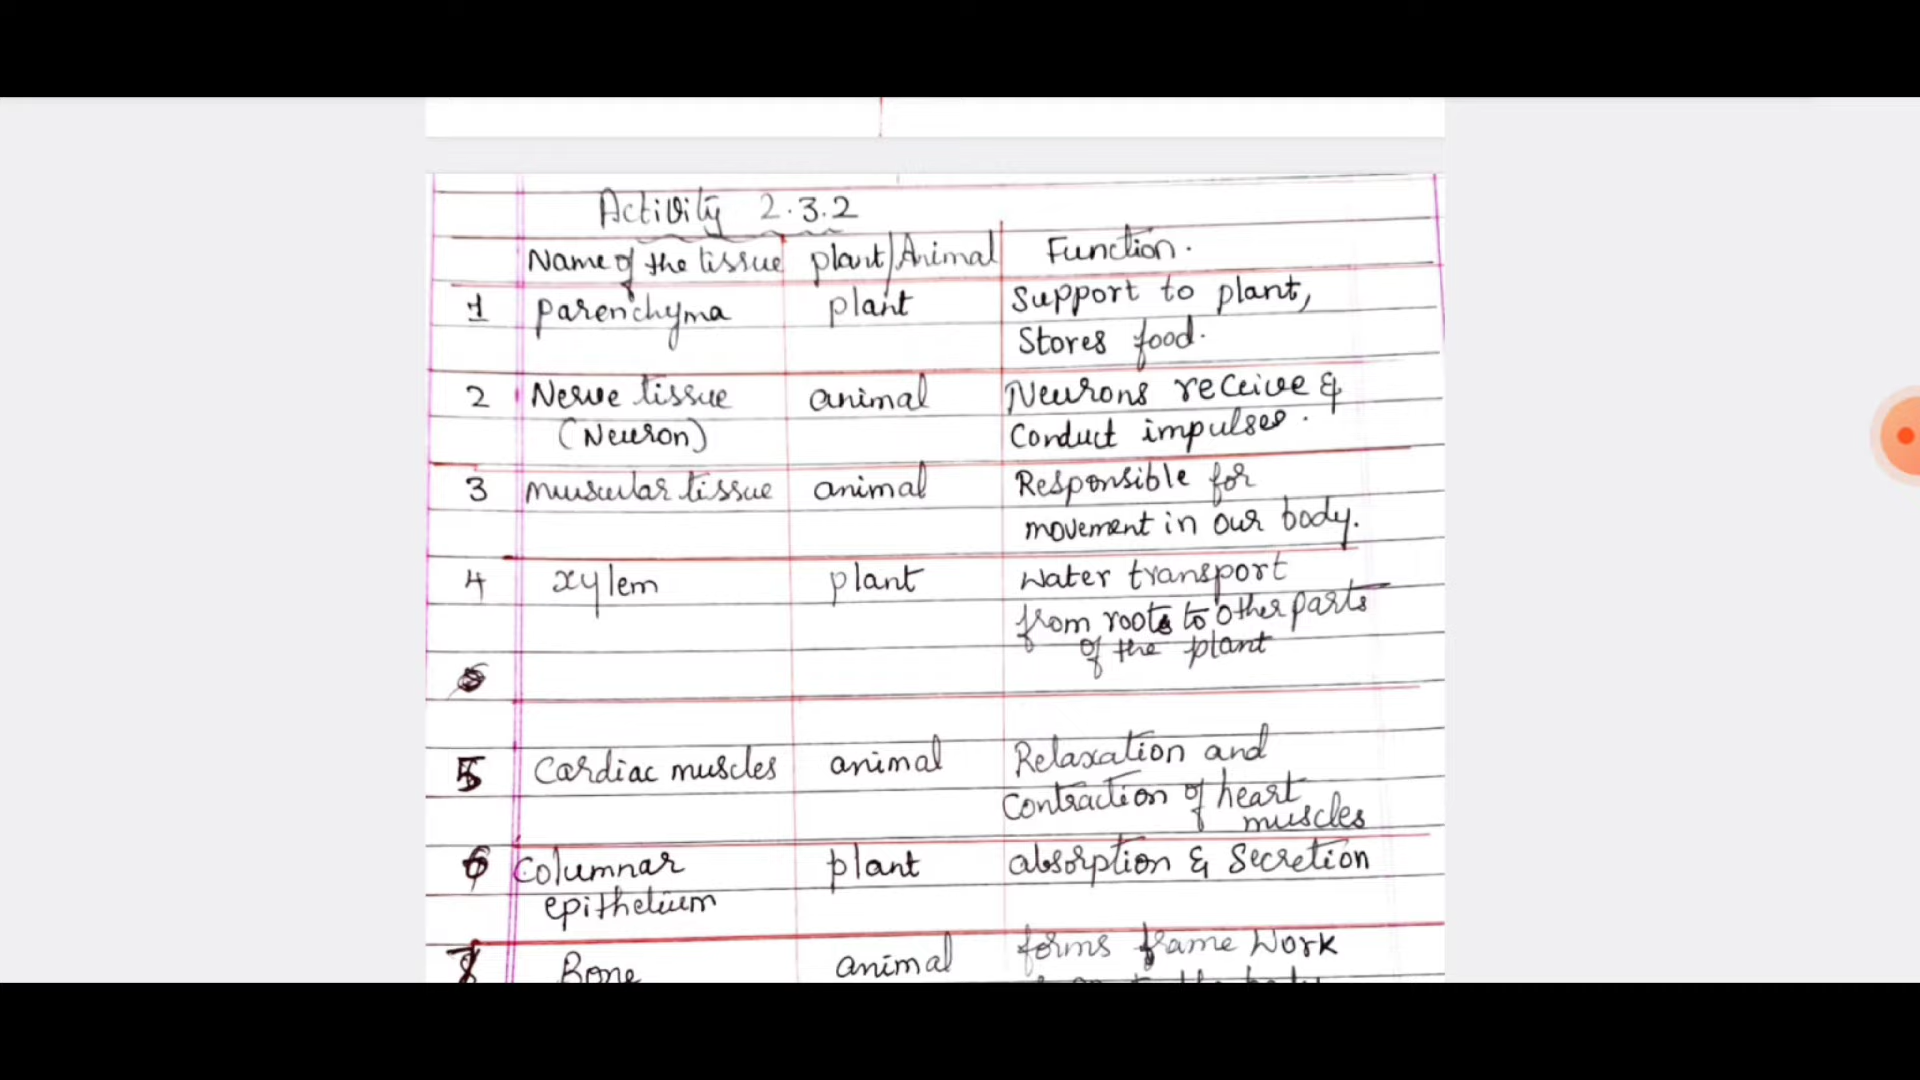 Activity 2.3.2
Name of the tissue plant/Animal Function.
1 parenchyma plant Support to plant,
Stores food.
2 Nerve tissue animal Neurons receive &
(Neuron) Conduct impulses.
3 muscular tissue animal Responsible for
movement in our body.
4 xylem plant Water transport
from roots to other parts
of the plant
5 Cardiac muscles animal Relaxation and
Contraction of heart
muscles
6 Columnar plant absorption & Secretion
epithelium
7 Bone animal forms frame work